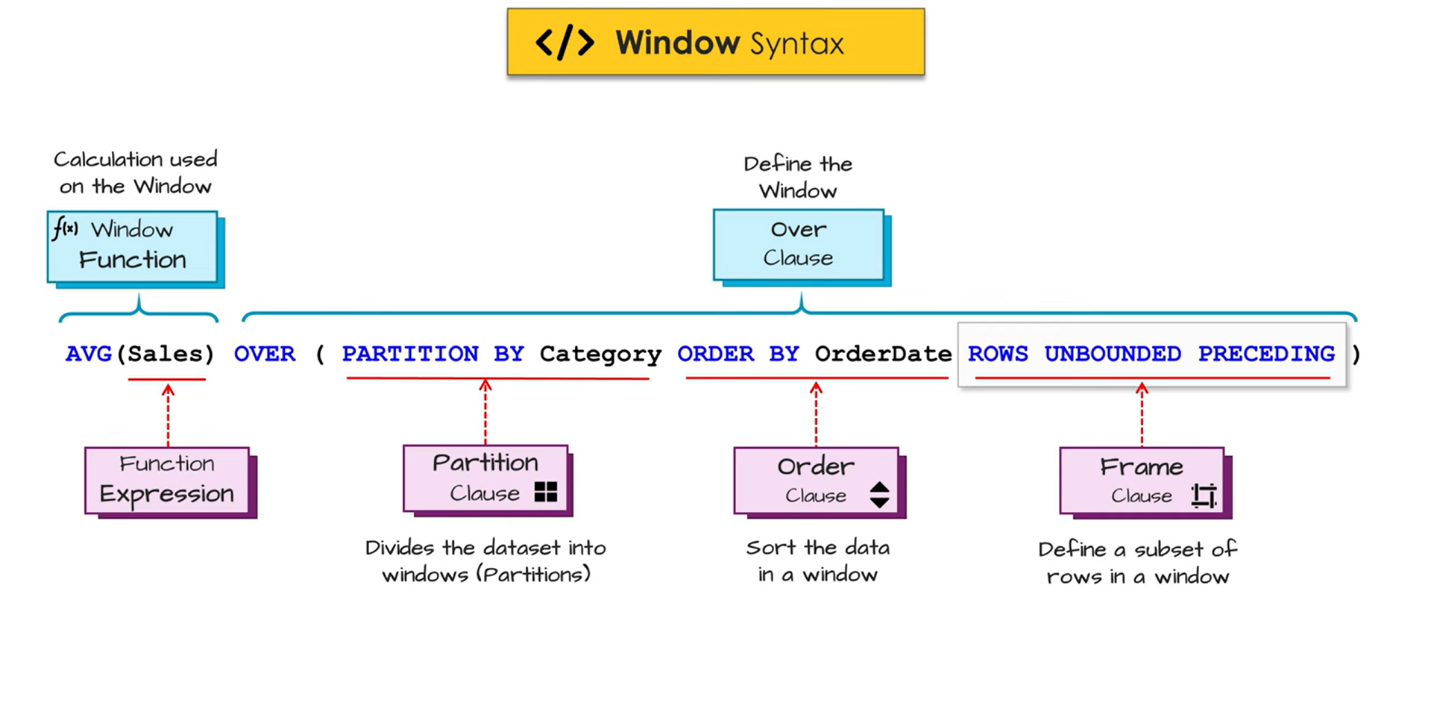 </> Window Syntax
Calculation used
on the Window
f(x) Window
Function
Define the
Window
Over
Clause
AVG(Sales) OVER ( PARTITION BY Category ORDER BY OrderDate ROWS UNBOUNDED PRECEDING )
Function
Expression
Partition
Clause
Divides the dataset into
windows (Partitions)
Order
Clause
Sort the data
in a window
Frame
Clause
Define a subset of
rows in a window